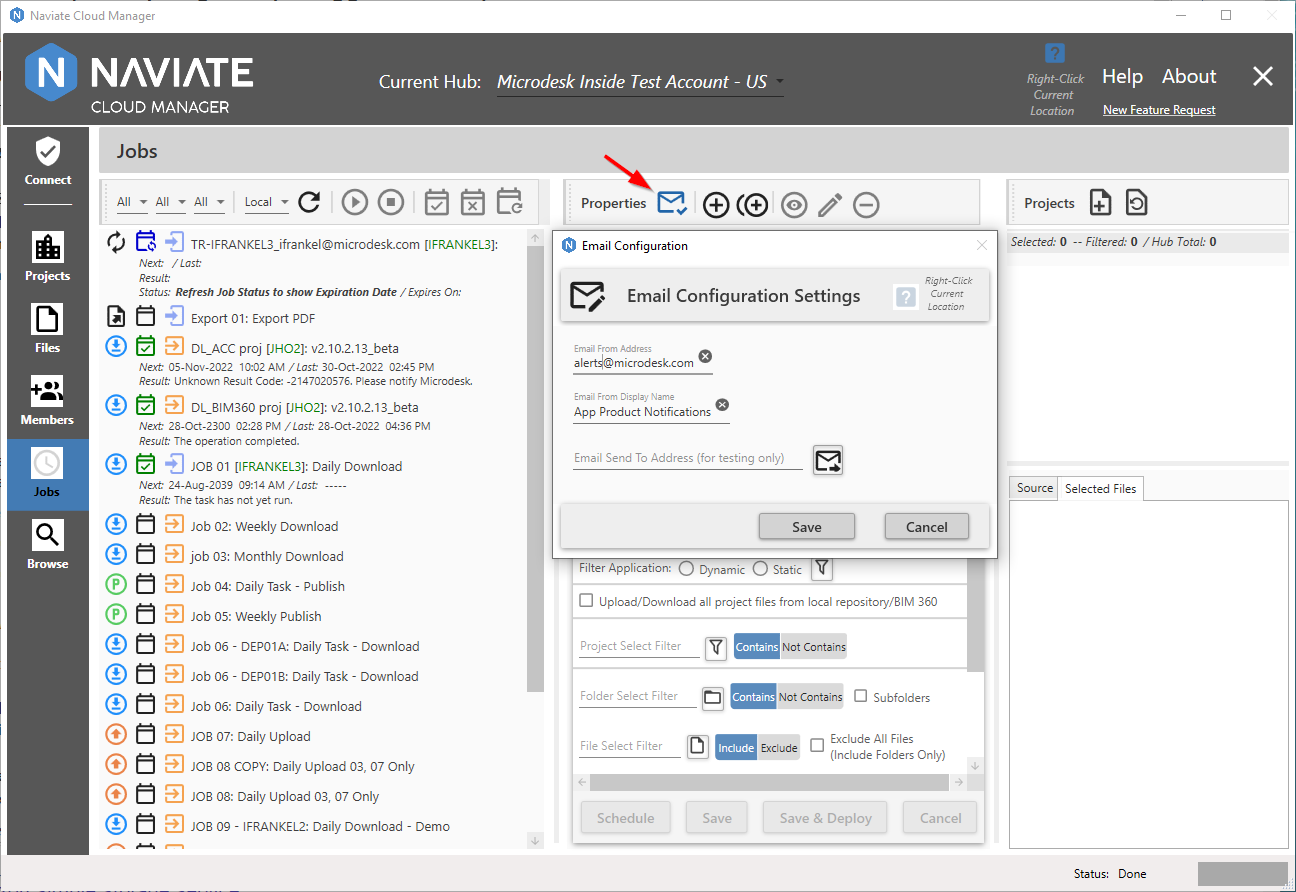 Naviate Cloud Manager
NAVIATE
CLOUD MANAGER
Current Hub: Microdesk Inside Test Account - US
?
Right-Click
Current
Location
Help About
New Feature Request
Connect
Projects
Files
Members
Jobs
Browse
Jobs
All All All Local
TR-IFRANKEL3_ifrankel@microdesk.com [IFRANKEL3]:
Next: / Last:
Result:
Status: Refresh Job Status to show Expiration Date / Expires On:
Export 01: Export PDF
DL_ACC proj [JHO2]: v2.10.2.13_beta
Next: 05-Nov-2022 10:02 AM / Last: 30-Oct-2022 02:45 PM
Result: Unknown Result Code: -2147020576. Please notify Microdesk.
DL_BIM360 proj [JHO2]: v2.10.2.13_beta
Next: 28-Oct-2300 02:28 PM / Last: 28-Oct-2022 04:36 PM
Result: The operation completed.
JOB 01 [IFRANKEL3]: Daily Download
Next: 24-Aug-2039 09:14 AM / Last: -----
Result: The task has not yet run.
Job 02: Weekly Download
job 03: Monthly Download
P Job 04: Daily Task - Publish
P Job 05: Weekly Publish
Job 06 - DEP01A: Daily Task - Download
Job 06 - DEP01B: Daily Task - Download
Job 06: Daily Task - Download
JOB 07: Daily Upload
JOB 08 COPY: Daily Upload 03, 07 Only
JOB 08: Daily Upload 03, 07 Only
JOB 09 - IFRANKEL2: Daily Download - Demo
Properties
Email Configuration
Email Configuration Settings
?
Right-Click
Current
Location
Email From Address
alerts@microdesk.com
Email From Display Name
App Product Notifications
Email Send To Address (for testing only)
Save Cancel
Filter Application: Dynamic Static
Upload/Download all project files from local repository/BIM 360
Project Select Filter Contains Not Contains
Folder Select Filter Contains Not Contains Subfolders
File Select Filter Include Exclude Exclude All Files
(Include Folders Only)
Schedule Save Save & Deploy Cancel
Projects
Selected: 0 -- Filtered: 0 / Hub Total: 0
Source Selected Files
Status: Done